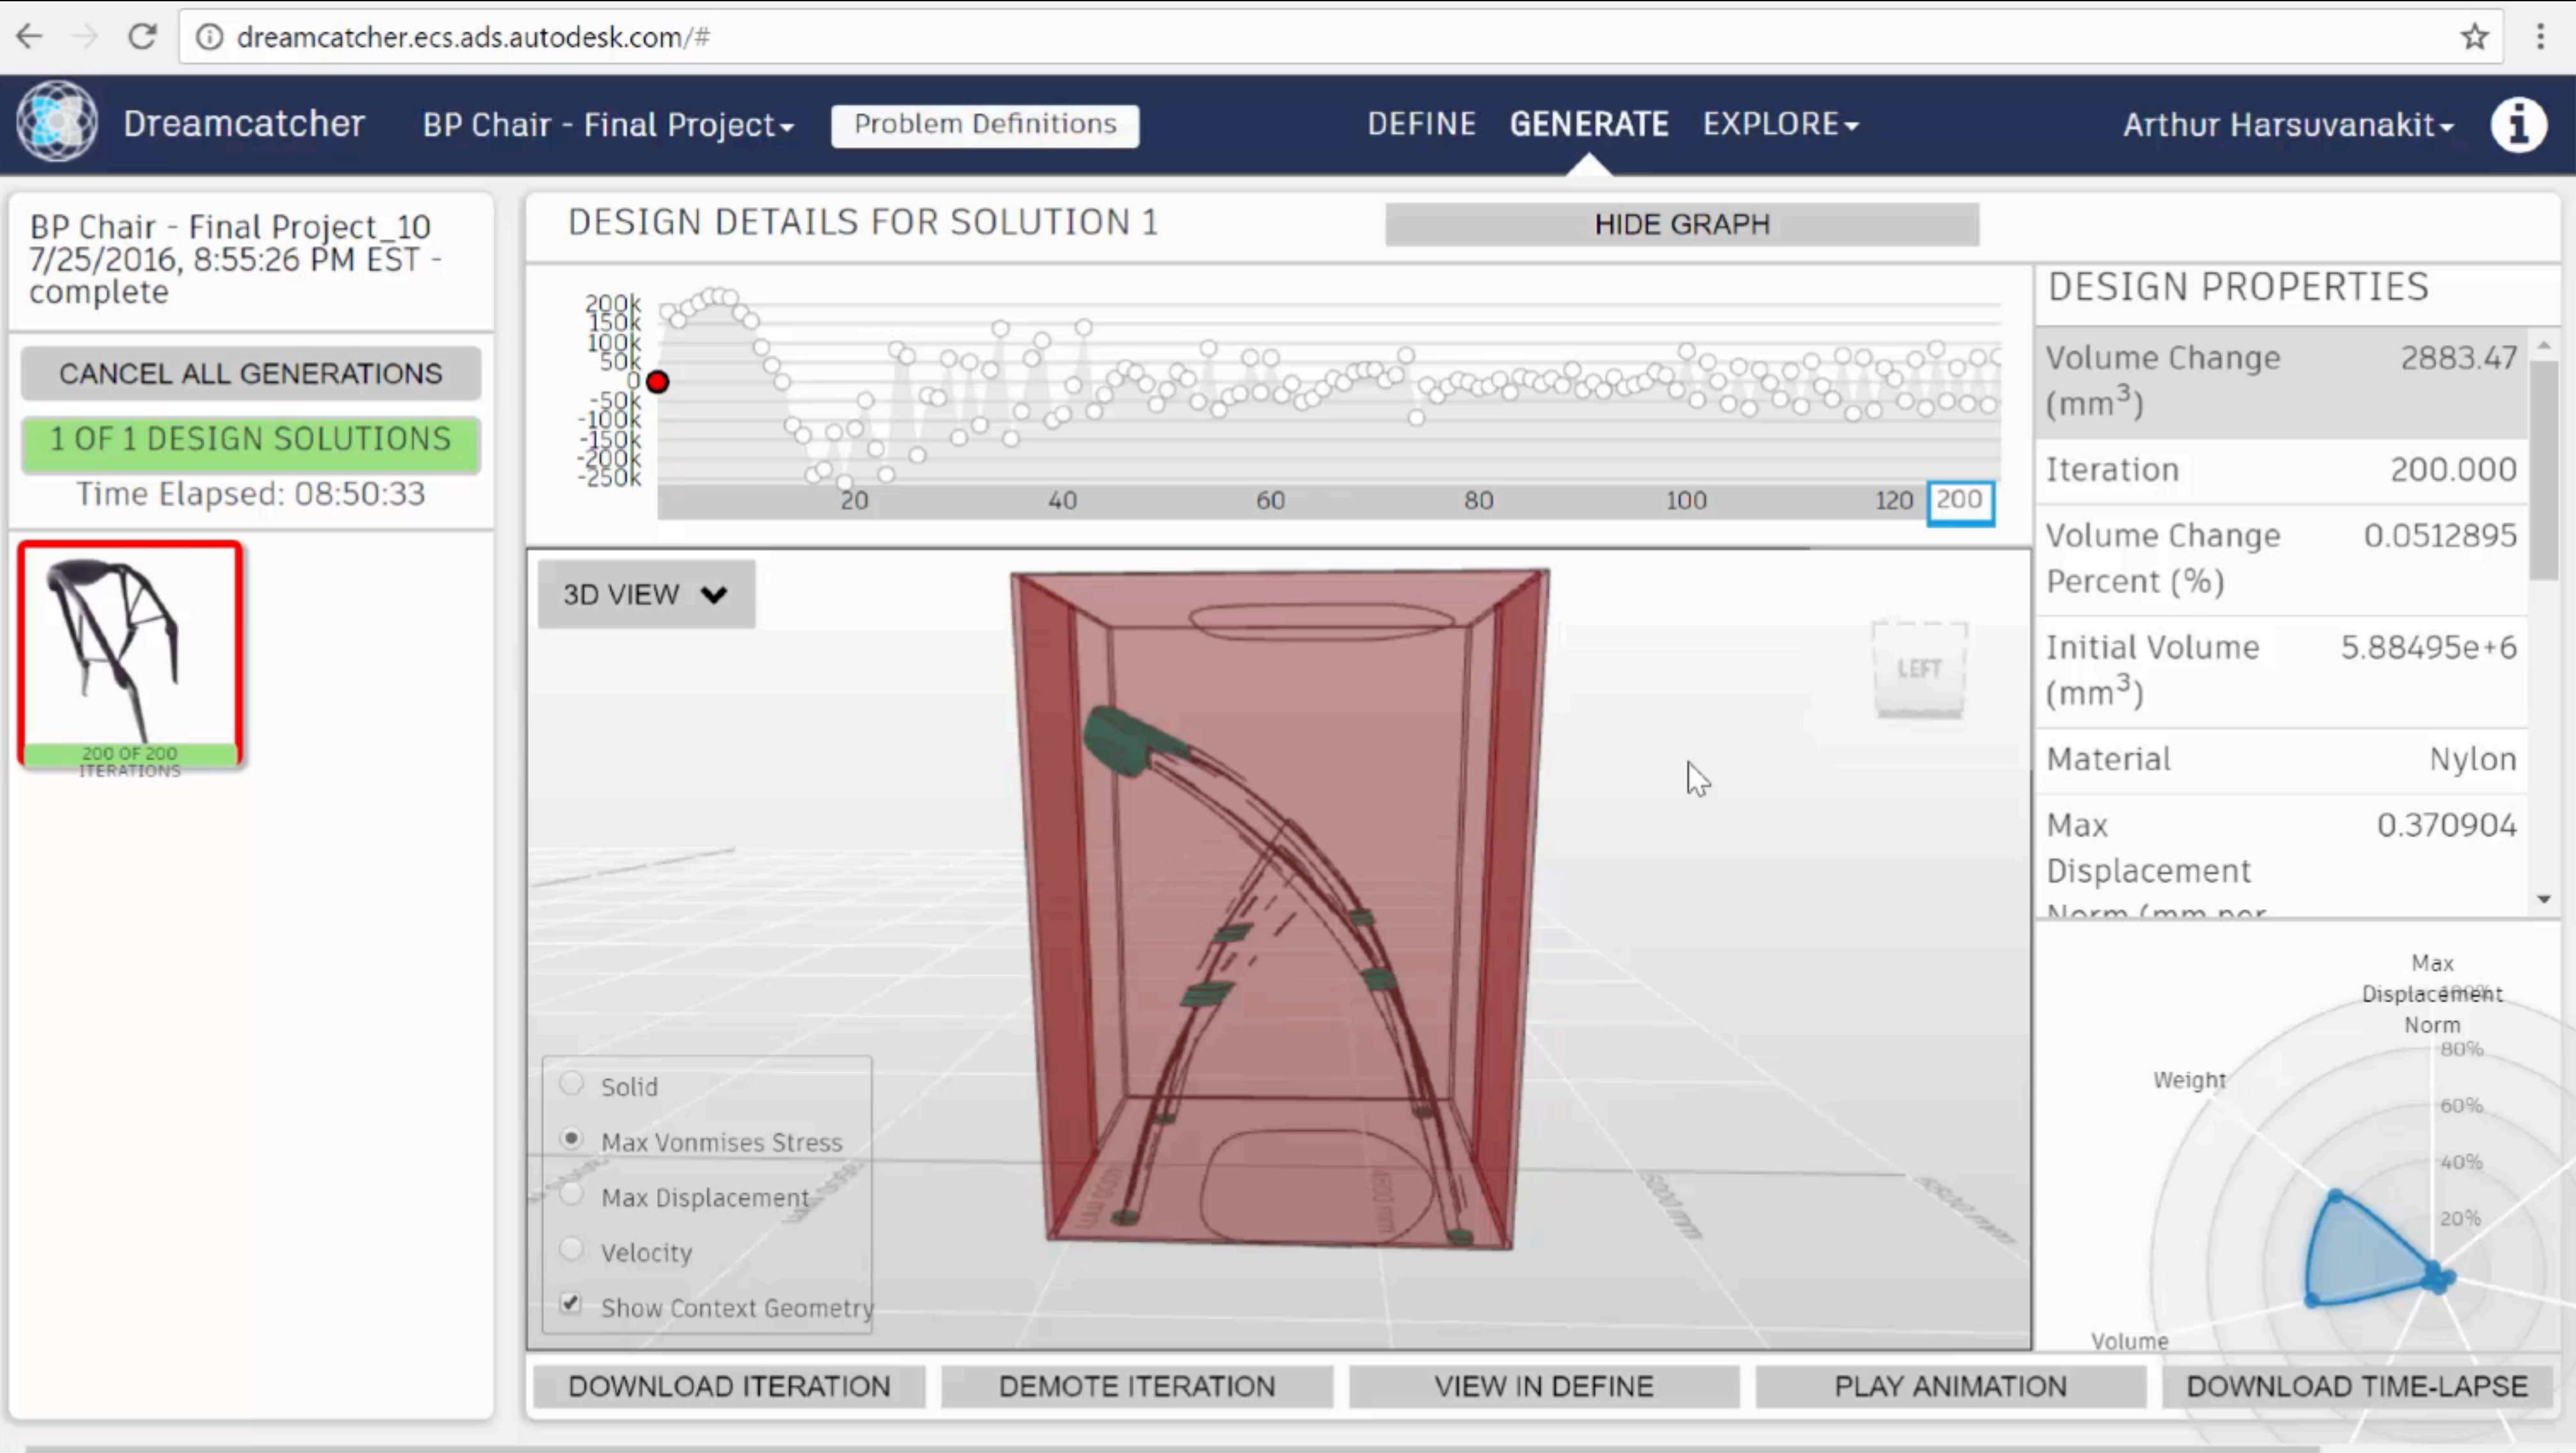 dreamcatcher.ecs.ads.autodesk.com/#
Dreamcatcher
BP Chair - Final Project
Problem Definitions
DEFINE
GENERATE
EXPLORE
Arthur Harsuvanakit
BP Chair - Final Project_10
7/25/2016, 8:55:26 PM EST -
complete
CANCEL ALL GENERATIONS
1 OF 1 DESIGN SOLUTIONS
Time Elapsed: 08:50:33
200 OF 200
ITERATIONS
DESIGN DETAILS FOR SOLUTION 1
HIDE GRAPH
200k
150k
100k
50k
0
-50k
-100k
-150k
-200k
-250k
20 40 60 80 100 120 200
3D VIEW
LEFT
Solid
Max Vonmises Stress
Max Displacement
Velocity
Show Context Geometry
DESIGN PROPERTIES
Volume Change 2883.47
(mm³)
Iteration 200.000
Volume Change 0.0512895
Percent (%)
Initial Volume 5.88495e+6
(mm³)
Material Nylon
Max 0.370904
Displacement
Norm (mm per
Max
Displacement 100%
Norm
80%
Weight
60%
40%
20%
Volume
DOWNLOAD ITERATION
DEMOTE ITERATION
VIEW IN DEFINE
PLAY ANIMATION
DOWNLOAD TIME-LAPSE